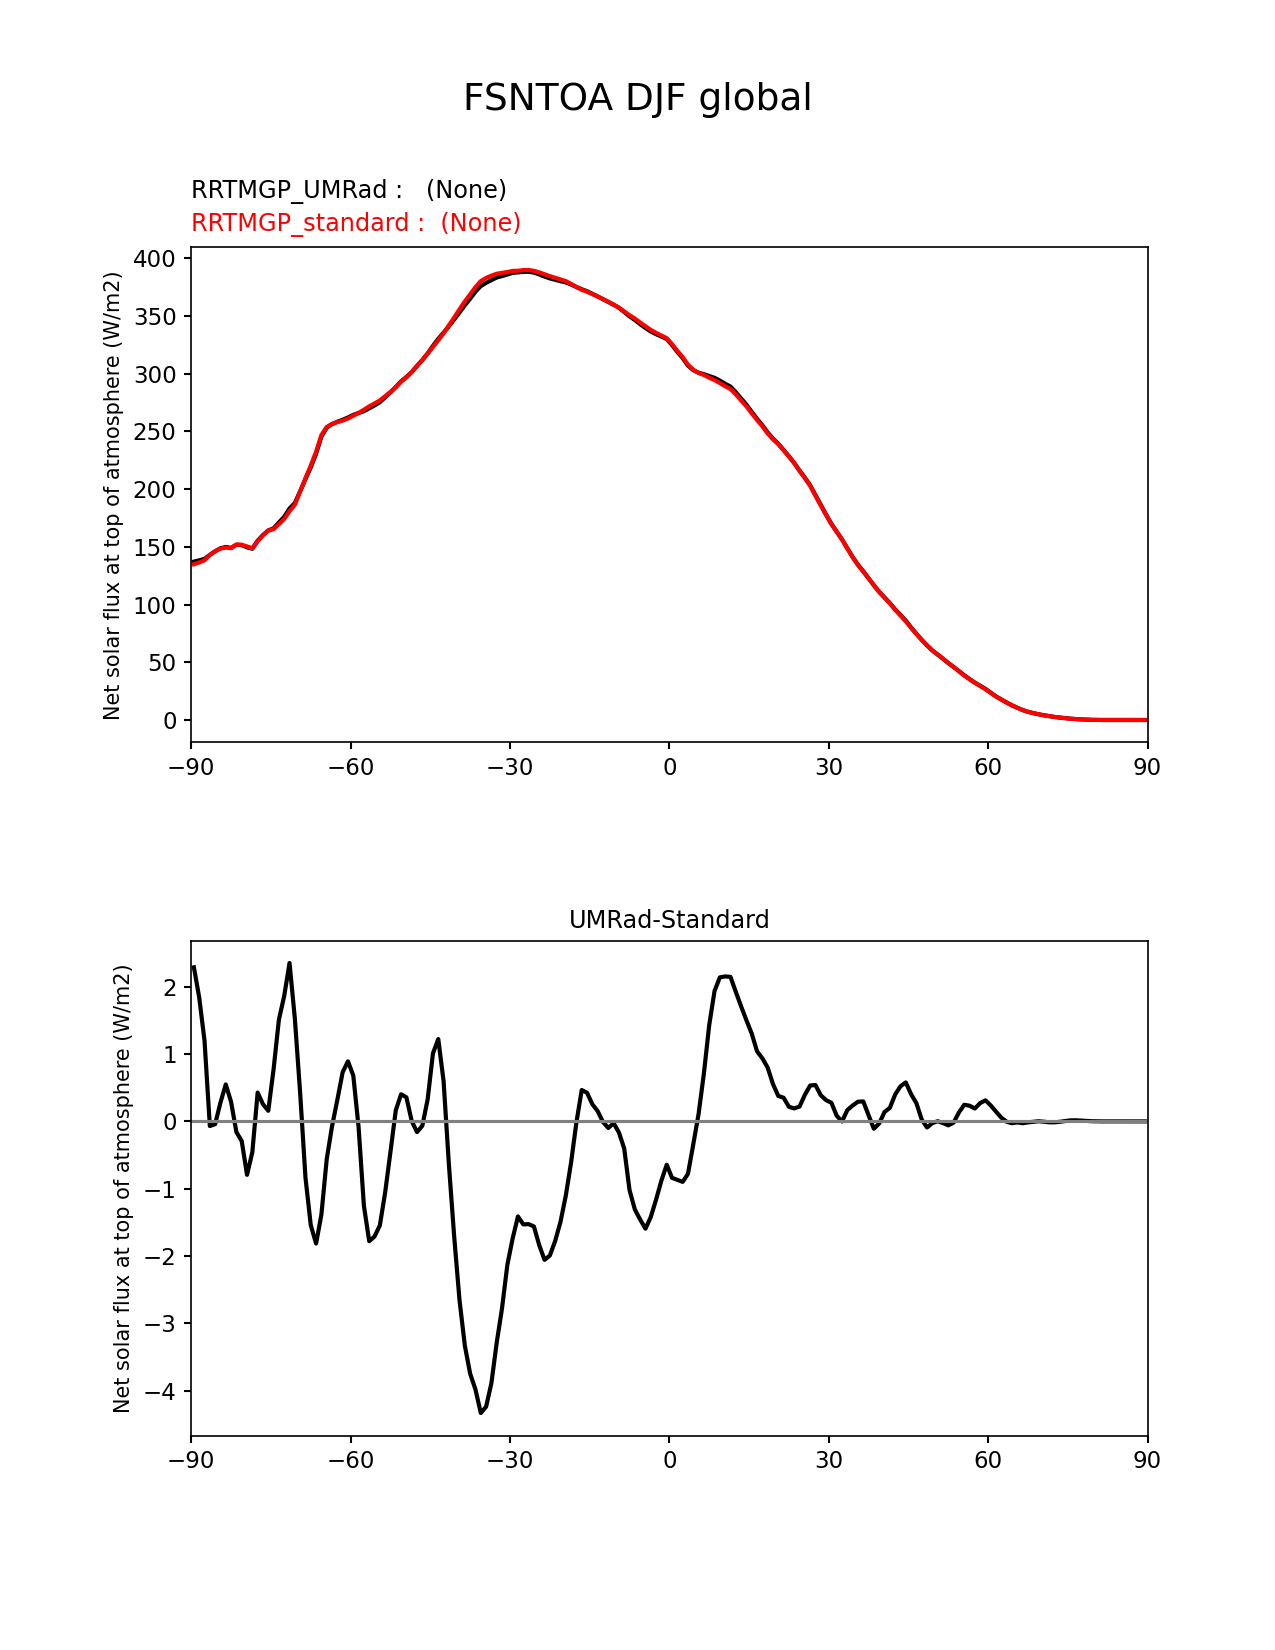 FSNTOA DJF global
RRTMGP_UMRad :   (None)
RRTMGP_standard :  (None)
Net solar flux at top of atmosphere (W/m2)
400
350
300
250
200
150
100
50
0
−90 −60 −30 0 30 60 90
UMRad-Standard
Net solar flux at top of atmosphere (W/m2)
2
1
0
−1
−2
−3
−4
−90 −60 −30 0 30 60 90